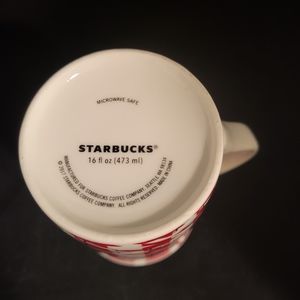 MICROWAVE SAFE
STARBUCKS®
16 fl oz (473 ml)
MANUFACTURED FOR STARBUCKS COFFEE COMPANY, SEATTLE, WA 98134
© 2017 STARBUCKS COFFEE COMPANY. ALL RIGHTS RESERVED. MADE IN CHINA